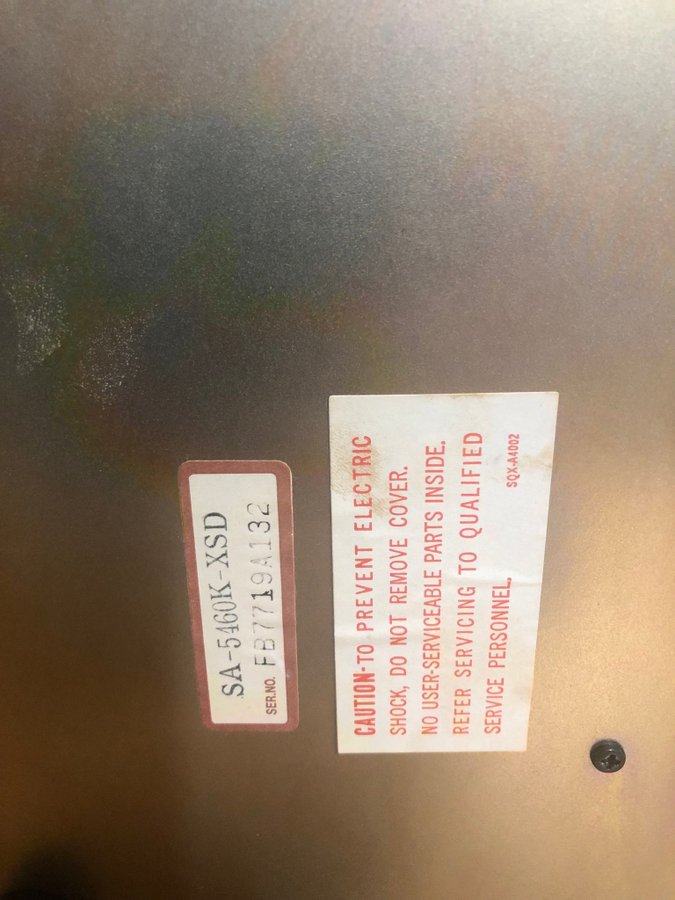 SA-5460K-XSD
SER.NO. FB7719A132
CAUTION-TO PREVENT ELECTRIC
SHOCK, DO NOT REMOVE COVER.
NO USER-SERVICEABLE PARTS INSIDE.
REFER SERVICING TO QUALIFIED
SERVICE PERSONNEL.
SQX-A4002